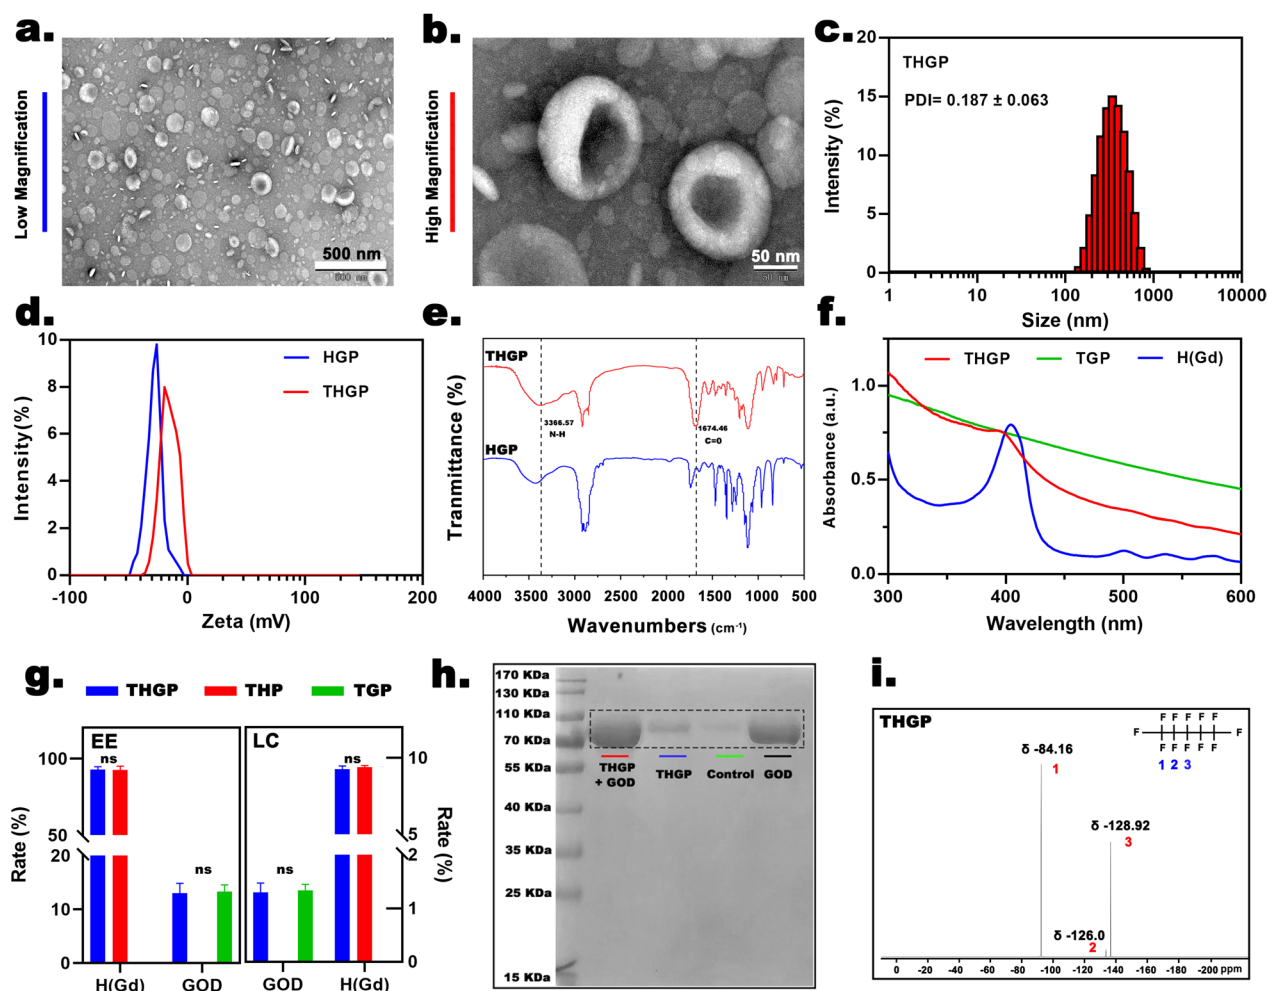 a.
Low Magnification
500 nm
500 nm
b.
High Magnification
50 nm
50 nm
c.
THGP
PDI= 0.187 ± 0.063
Intensity (%)
20
15
10
5
0
1 10 100 1000 10000
Size (nm)
d.
HGP
THGP
Intensity(%)
10
8
6
4
2
0
-100 0 100 200
Zeta (mV)
e.
THGP
3366.57
N-H
1674.46
C=0
HGP
Tranmittance (%)
4000 3500 3000 2500 2000 1500 1000 500
Wavenumbers (cm-1)
f.
THGP TGP H(Gd)
Absorbance (a.u.)
1.0
0.5
0.0
300 400 500 600
Wavelength (nm)
g.
THGP THP TGP
EE
LC
ns
ns
ns
ns
Rate (%)
100
50
20
10
0
10
5
2
1
0
Rate (%)
H(Gd) GOD GOD H(Gd)
h.
170 KDa
130 KDa
110 KDa
70 KDa
55 KDa
40 KDa
35 KDa
25 KDa
15 KDa
THGP
+ GOD
THGP
Control
GOD
i.
THGP
F F F F F
F F
F F F F F
1 2 3
δ -84.16
1
δ -128.92
3
δ -126.0
2
0 -20 -40 -60 -80 -100 -120 -140 -160 -180 -200 ppm